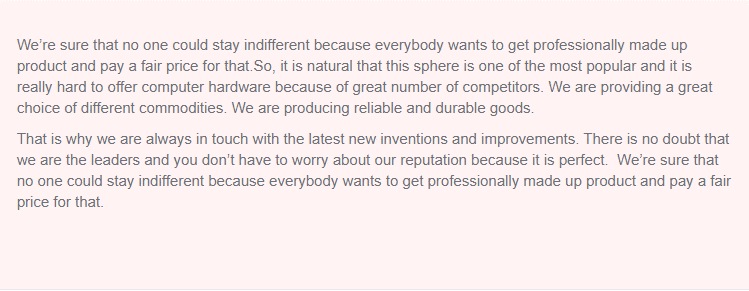 We’re sure that no one could stay indifferent because everybody wants to get professionally made up
product and pay a fair price for that.So, it is natural that this sphere is one of the most popular and it is
really hard to offer computer hardware because of great number of competitors. We are providing a great
choice of different commodities. We are producing reliable and durable goods.
That is why we are always in touch with the latest new inventions and improvements. There is no doubt that
we are the leaders and you don’t have to worry about our reputation because it is perfect.  We’re sure that
no one could stay indifferent because everybody wants to get professionally made up product and pay a fair
price for that.